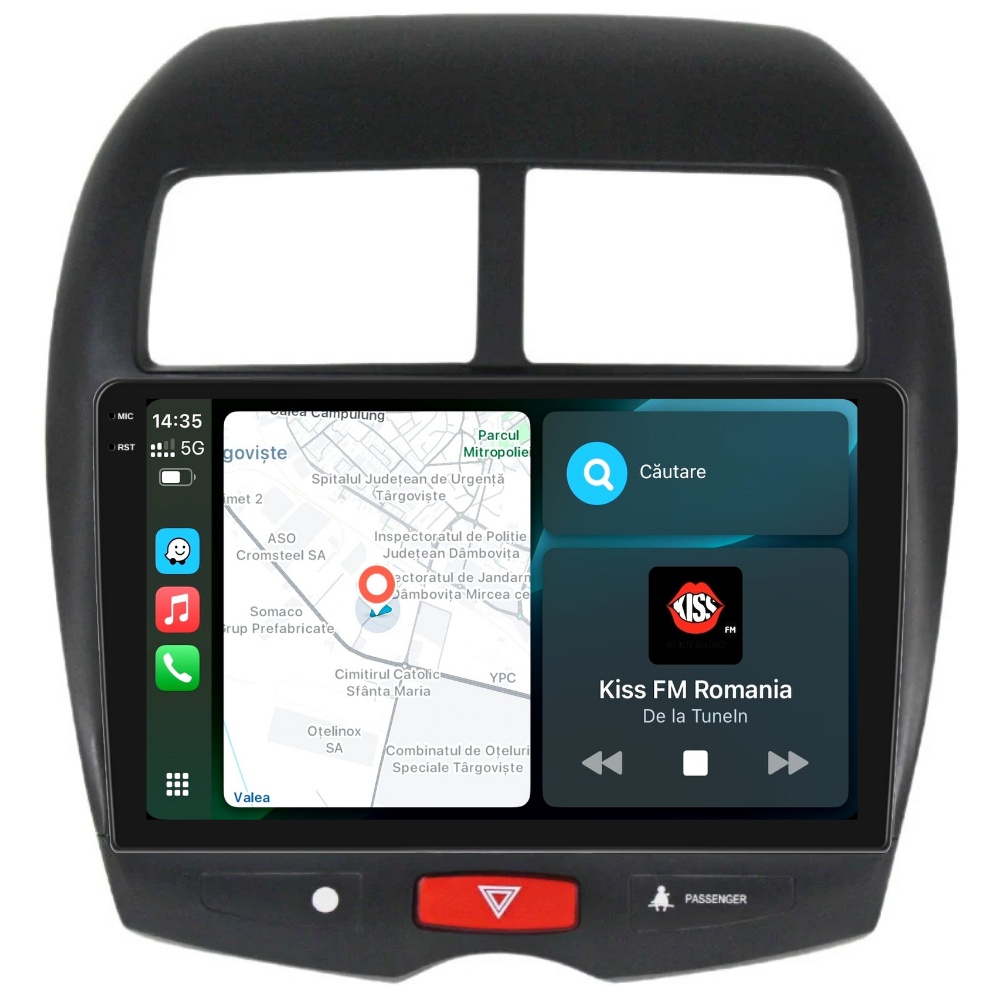 MIC
RST
14:35
5G
Calea Câmpulung
goviște
Parcul
Mitropoliei
Spitalul Județean de Urgență
Târgoviște
imet 2
ASO
Cromsteel SA
Inspectoratul de Poliție
Județean Dâmbovița
ectoratul de Jandarm
Dâmbovița Mircea ce
Somaco
Grup Prefabricate
Cimitirul Catolic
Sfânta Maria
YPC
Oțelinox
SA
Combinatul de Oțeluri
Speciale Târgoviște
Valea
Căutare
KISS
FM
Kiss FM Romania
De la TuneIn
PASSENGER